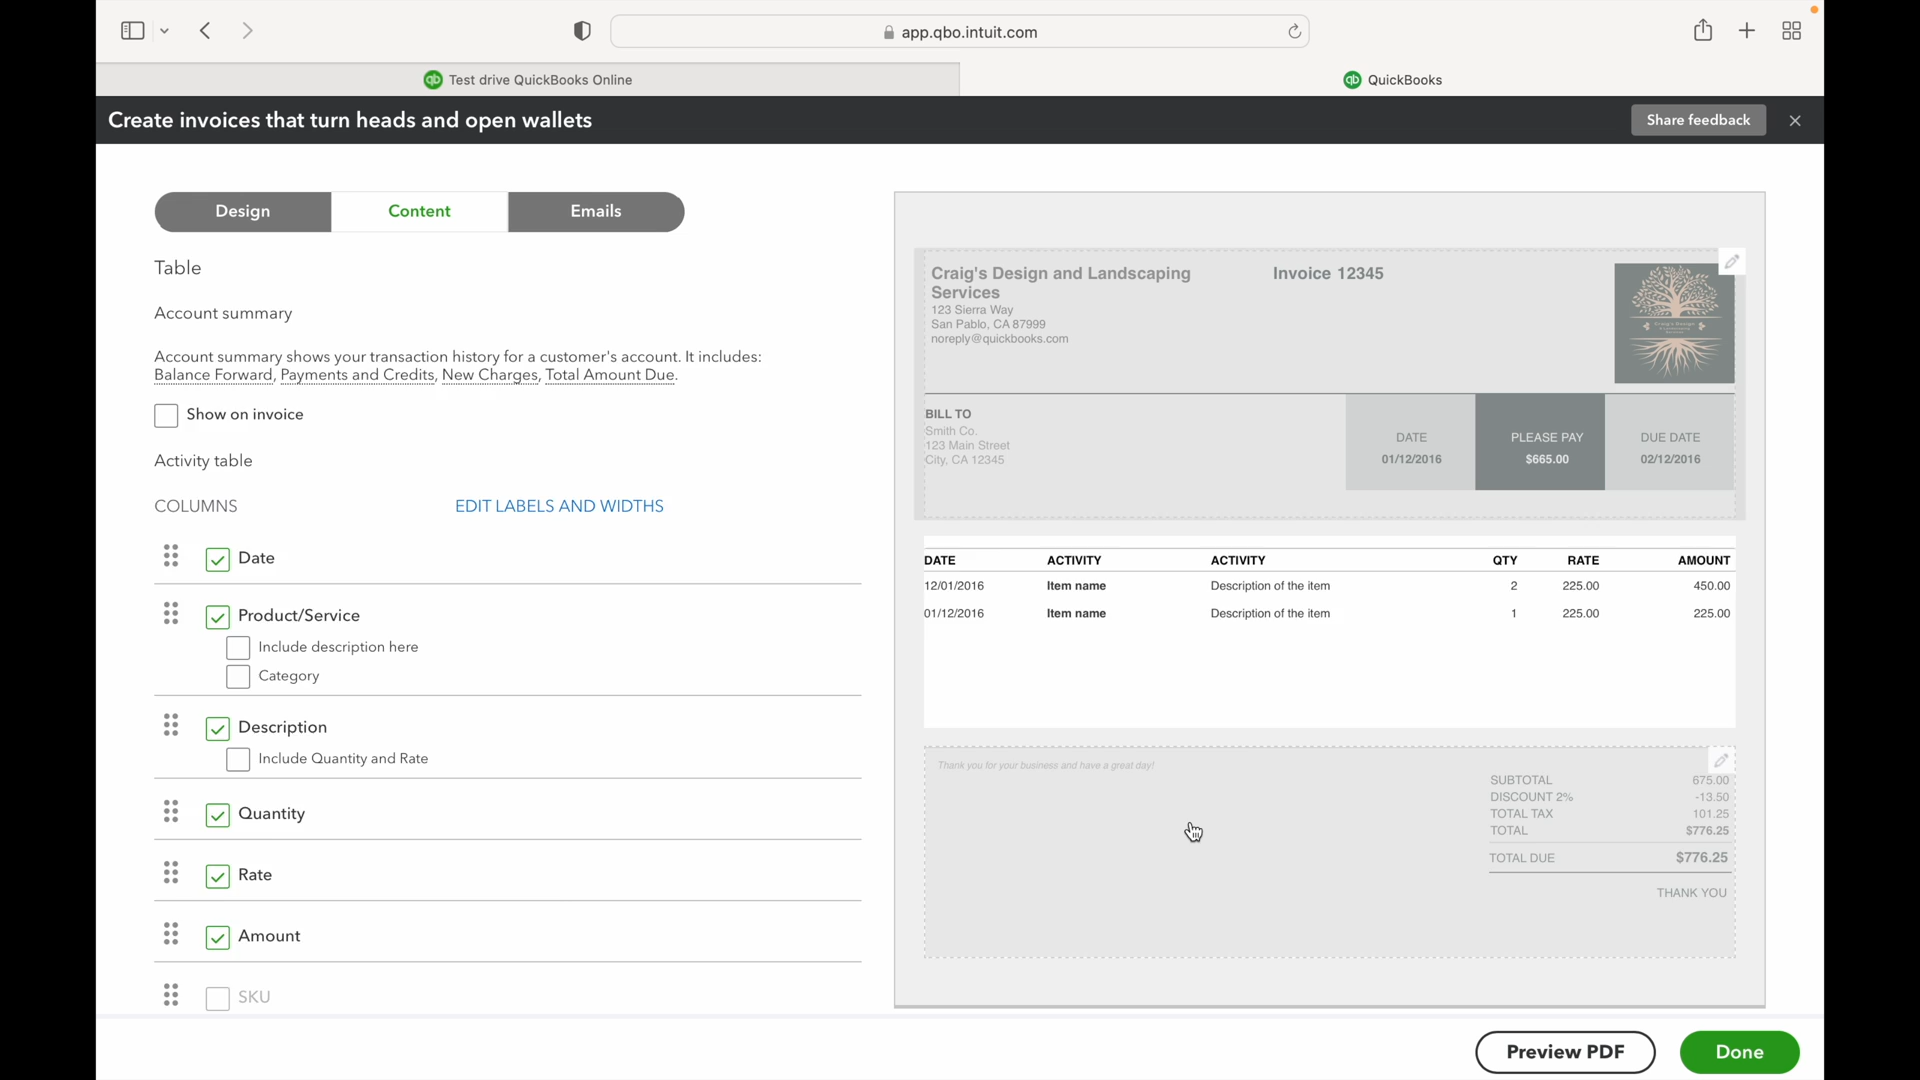 app.qbo.intuit.com
Test drive QuickBooks Online
QuickBooks
Create invoices that turn heads and open wallets
Share feedback
Design
Content
Emails
Table
Account summary
Account summary shows your transaction history for a customer's account. It includes:
Balance Forward, Payments and Credits, New Charges, Total Amount Due.
Show on invoice
Activity table
COLUMNS
EDIT LABELS AND WIDTHS
Date
Product/Service
Include description here
Category
Description
Include Quantity and Rate
Quantity
Rate
Amount
SKU
Craig's Design and Landscaping
Services
123 Sierra Way
San Pablo, CA 87999
noreply@quickbooks.com
Invoice 12345
BILL TO
Smith Co.
123 Main Street
City, CA 12345
DATE
01/12/2016
PLEASE PAY
$665.00
DUE DATE
02/12/2016
DATE ACTIVITY ACTIVITY QTY RATE AMOUNT
12/01/2016 Item name Description of the item 2 225.00 450.00
01/12/2016 Item name Description of the item 1 225.00 225.00
Thank you for your business and have a great day!
SUBTOTAL 675.00
DISCOUNT 2% -13.50
TOTAL TAX 101.25
TOTAL $776.25
TOTAL DUE $776.25
THANK YOU
Preview PDF
Done